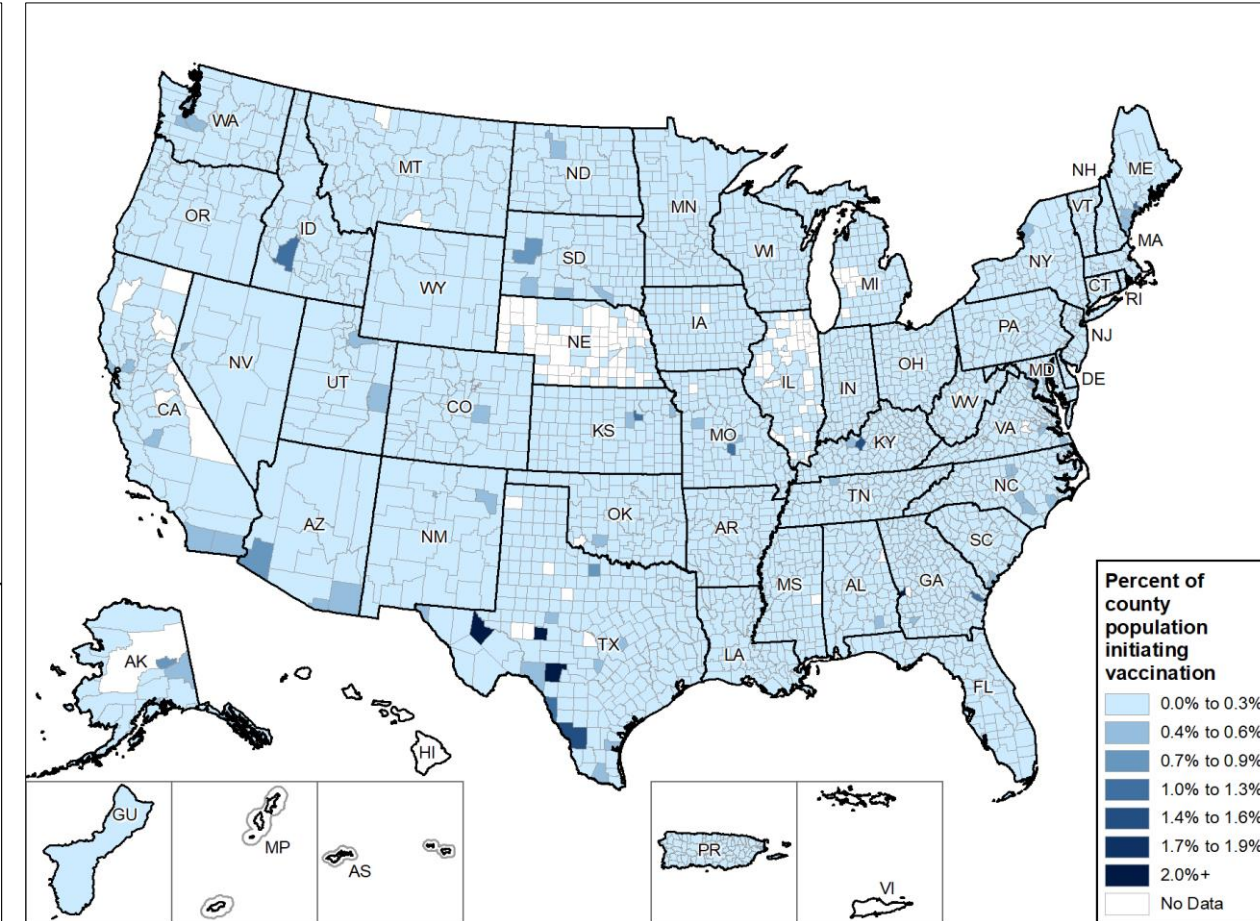 WA
MT
ND
MN
NH
ME
VT
OR
ID
SD
WI
MI
NY
MA
WY
CT
RI
IA
PA
NJ
NE
NV
UT
IL
IN
OH
MD
DE
CA
CO
WV
VA
KS
MO
KY
AZ
NM
OK
TN
NC
AR
SC
MS
AL
GA
TX
LA
FL
AK
HI
GU
MP
AS
PR
VI
Percent of
county
population
initiating
vaccination
0.0% to 0.3%
0.4% to 0.6%
0.7% to 0.9%
1.0% to 1.3%
1.4% to 1.6%
1.7% to 1.9%
2.0%+
No Data